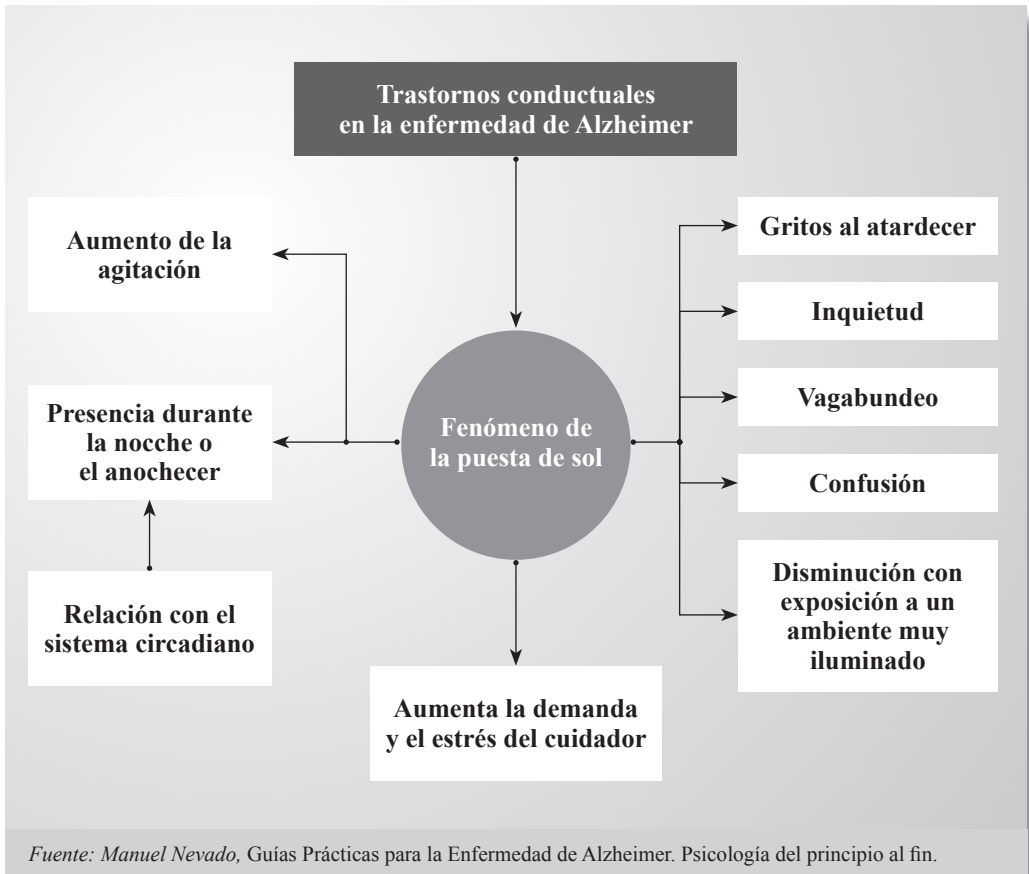 Trastornos conductuales
en la enfermedad de Alzheimer
Aumento de la
agitación
Presencia durante
la nocche o
el anochecer
Relación con el
sistema circadiano
Fenómeno de
la puesta de sol
Aumenta la demanda
y el estrés del cuidador
Gritos al atardecer
Inquietud
Vagabundeo
Confusión
Disminución con
exposición a un
ambiente muy
iluminado
Fuente: Manuel Nevado, Guías Prácticas para la Enfermedad de Alzheimer. Psicología del principio al fin.